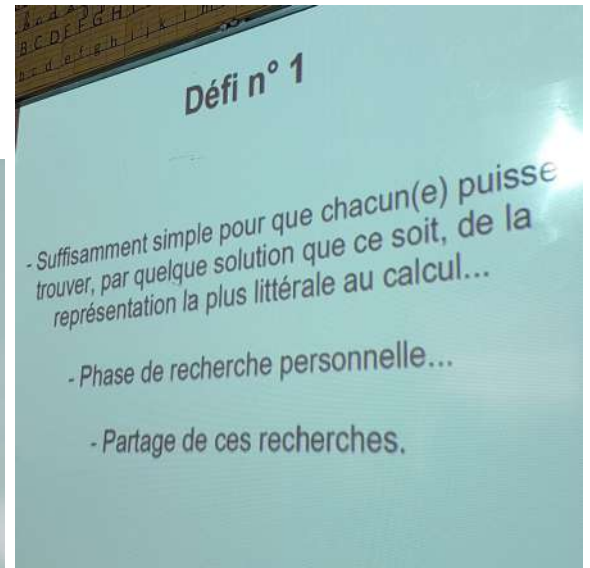 B C D E F G H
b c d e f g h i j k l m
Défi n° 1
- Suffisamment simple pour que chacun(e) puisse
trouver, par quelque solution que ce soit, de la
représentation la plus littérale au calcul...
- Phase de recherche personnelle...
- Partage de ces recherches.